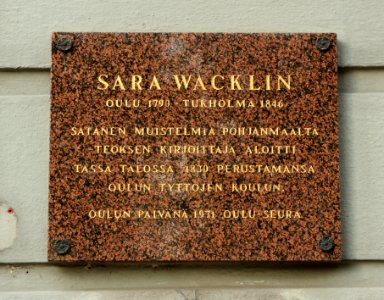 SARA WACKLIN
OULU 1790 TUKHOLMA 1846
SATANEN MUISTELMIA POHJANMAALTA
TEOKSEN KIRJOITTAJA ALOITTI
TÄSSÄ TALOSSA 1830 PERUSTAMANSA
OULUN TYTTÖJEN KOULUN.
OULUN PÄIVÄNÄ 1971 OULU-SEURA